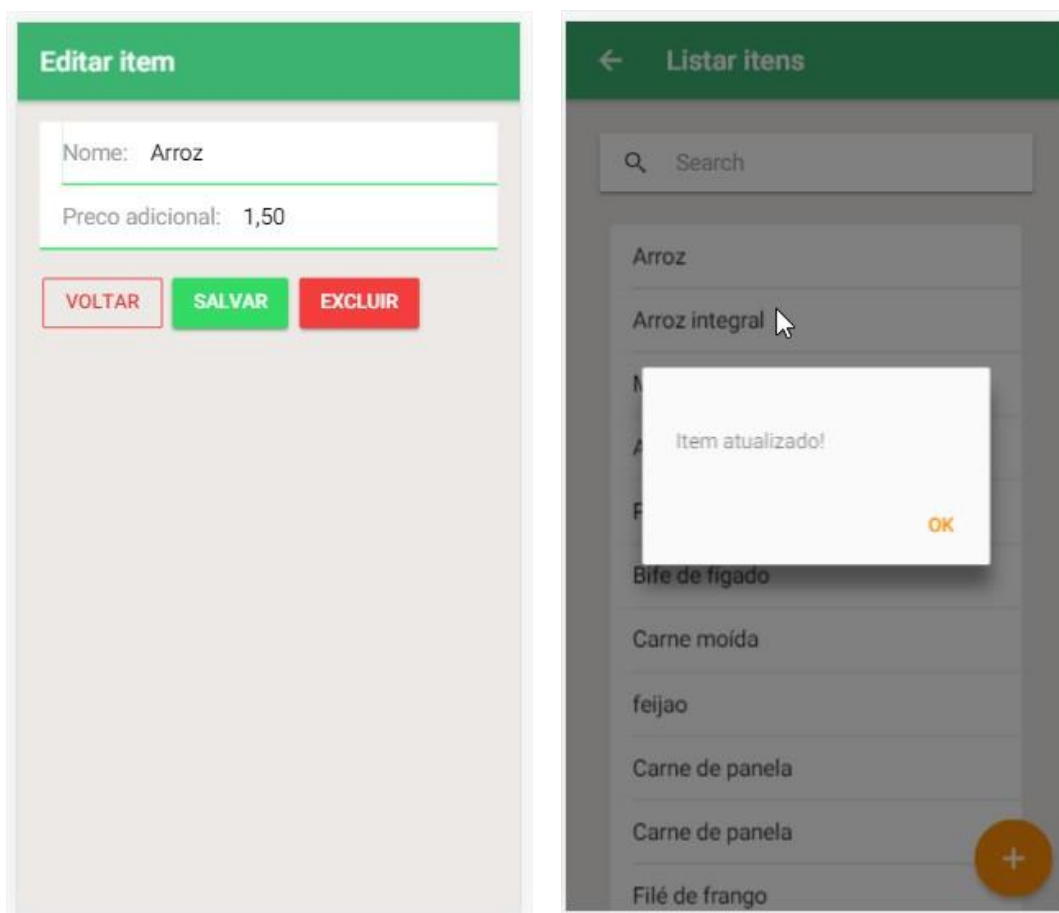 Editar item
Nome: Arroz
Preco adicional: 1,50
VOLTAR SALVAR EXCLUIR
Listar itens
Search
Arroz
Arroz integral
Item atualizado!
OK
Bife de figado
Carne moída
feijao
Carne de panela
Carne de panela
+
Filé de frango